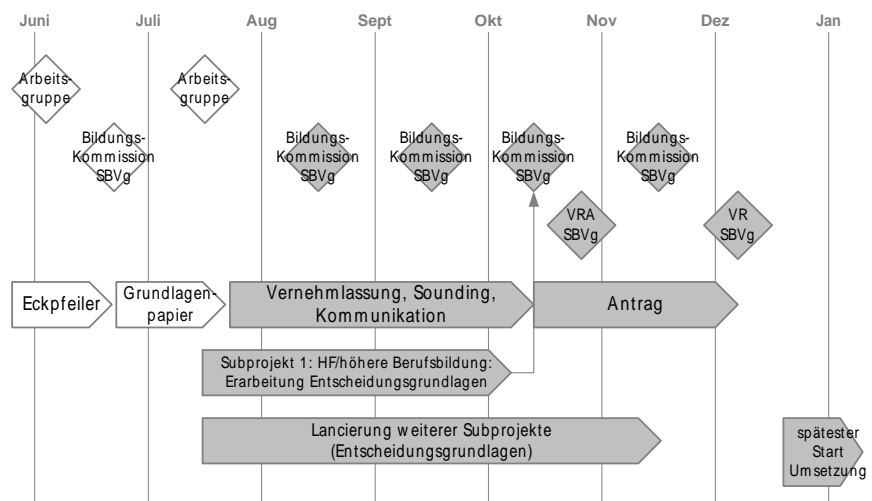 Juni Juli Aug Sept Okt Nov Dez Jan
Arbeits-
gruppe
Arbeits-
gruppe
Bildungs-
Kommission
SBVg
Bildungs-
Kommission
SBVg
Bildungs-
Kommission
SBVg
Bildungs-
Kommission
SBVg
Bildungs-
Kommission
SBVg
VRA
SBVg
VR
SBVg
Eckpfeiler
Grundlagen-
papier
Vernehmlassung, Sounding,
Kommunikation
Antrag
Subprojekt 1: HF/höhere Berufsbildung:
Erarbeitung Entscheidungsgrundlagen
Lancierung weiterer Subprojekte
(Entscheidungsgrundlagen)
spätester
Start
Umsetzung